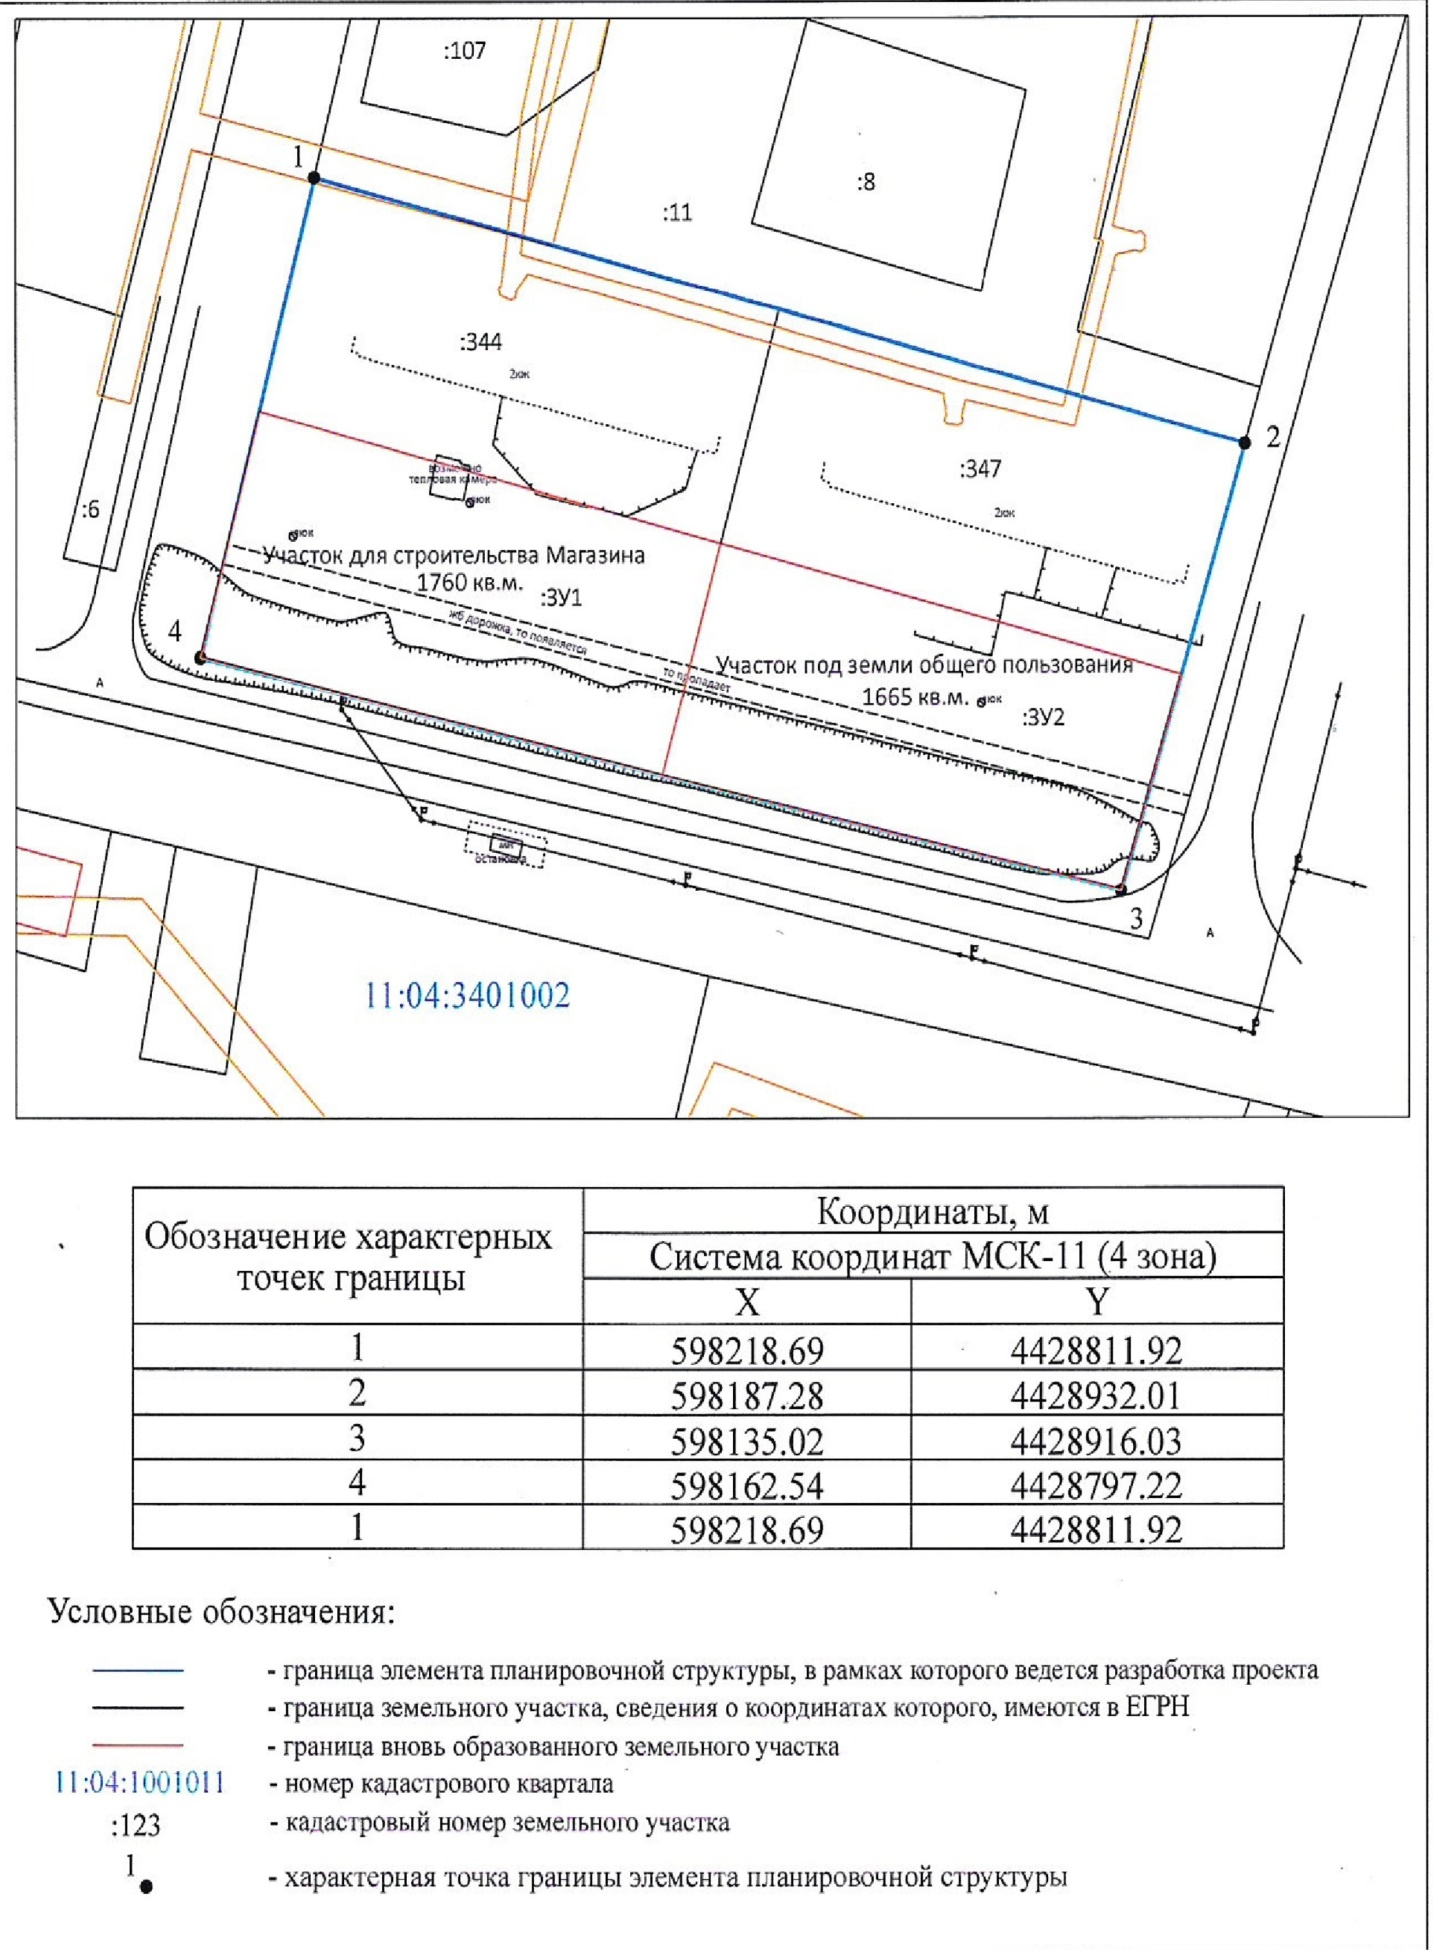 :107
1
:8
:11
:344
2кж
2
:347
возможно
тепловая камера
люк
:6
2кж
люк
Участок для строительства Магазина
1760 кв.м. :ЗУ1
жб дорожка, то появляется
4
Участок под земли общего пользования
то пропадает
1665 кв.м. люк
:ЗУ2
А
остановка
3
А
11:04:3401002
Обозначение характерных точек границы
Координаты, м
Система координат МСК-11 (4 зона)
X Y
1 598218.69 4428811.92
2 598187.28 4428932.01
3 598135.02 4428916.03
4 598162.54 4428797.22
1 598218.69 4428811.92
Условные обозначения:
- граница элемента планировочной структуры, в рамках которого ведется разработка проекта
- граница земельного участка, сведения о координатах которого, имеются в ЕГРН
- граница вновь образованного земельного участка
11:04:1001011 - номер кадастрового квартала
:123 - кадастровый номер земельного участка
1 - характерная точка границы элемента планировочной структуры